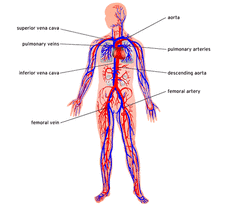 aorta
superior vena cava
pulmonary veins
pulmonary arteries
inferior vena cava
descending aorta
femoral artery
femoral vein